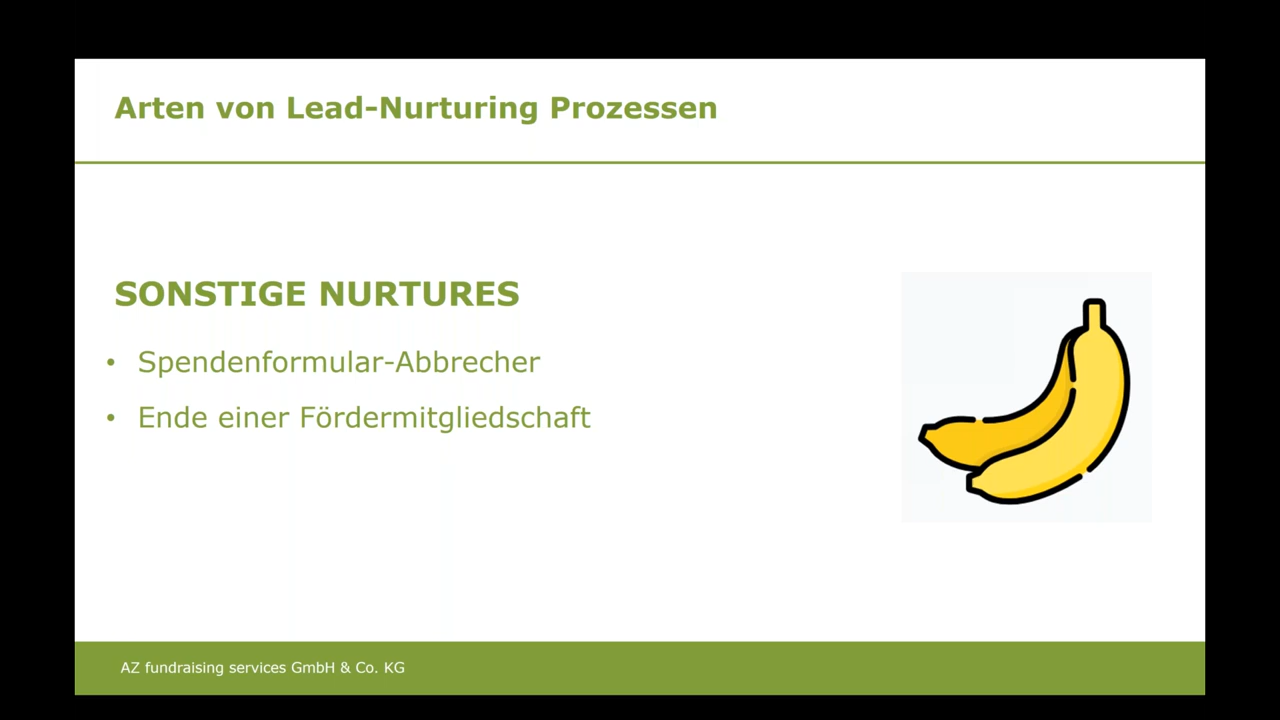 Arten von Lead-Nurturing Prozessen
SONSTIGE NURTURES
• Spendenformular-Abbrecher
• Ende einer Fördermitgliedschaft
AZ fundraising services GmbH & Co. KG